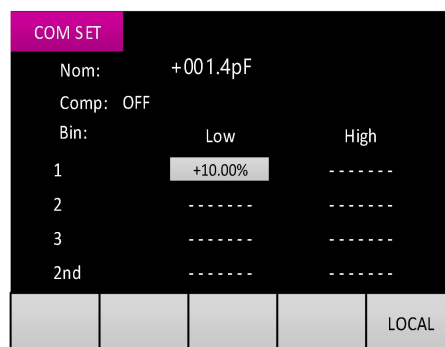 COM SET
Nom: +001.4pF
Comp: OFF
Bin: Low High
1 +10.00% -------
2 ------- -------
3 ------- -------
2nd ------- -------
LOCAL